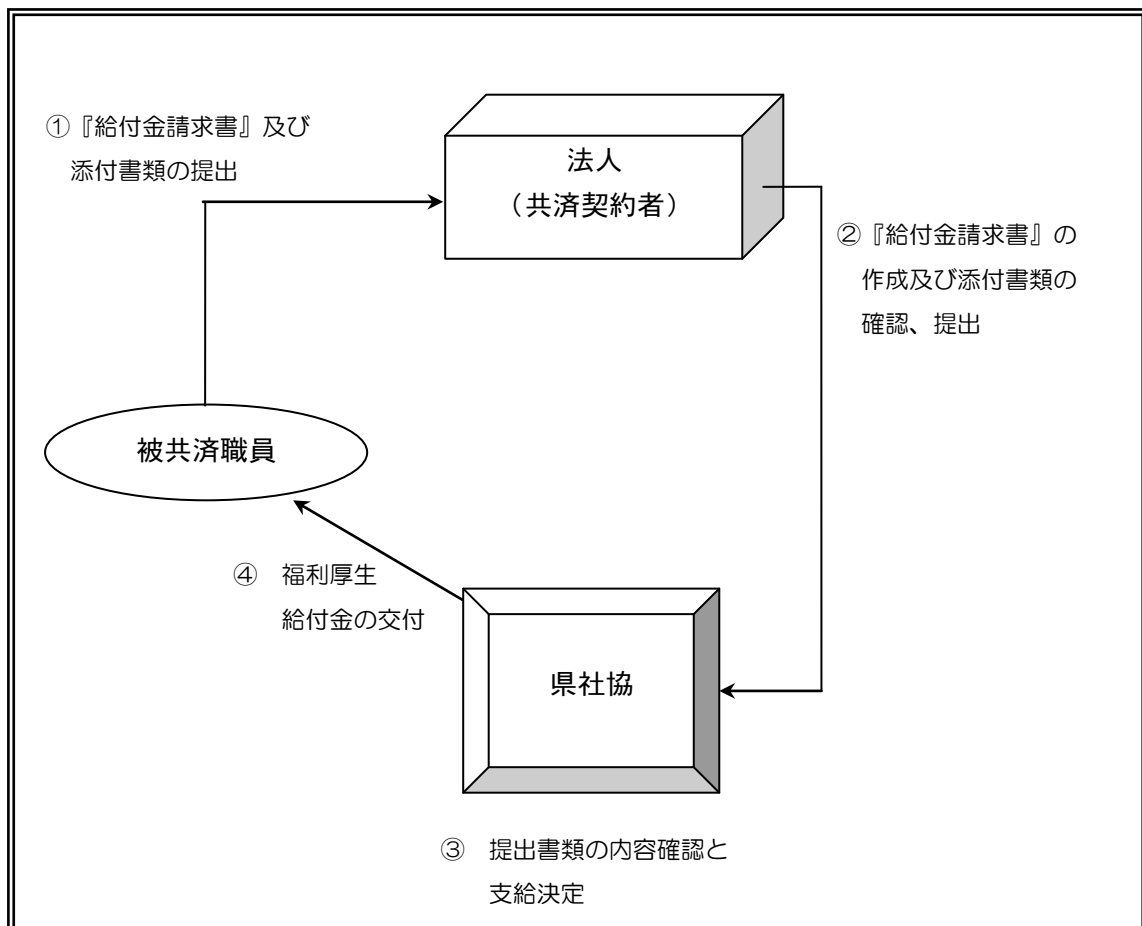 ①『給付金請求書』及び
添付書類の提出
法人
（共済契約者）
②『給付金請求書』の
作成及び添付書類の
確認、提出
被共済職員
④　福利厚生
給付金の交付
県社協
③　提出書類の内容確認と
支給決定